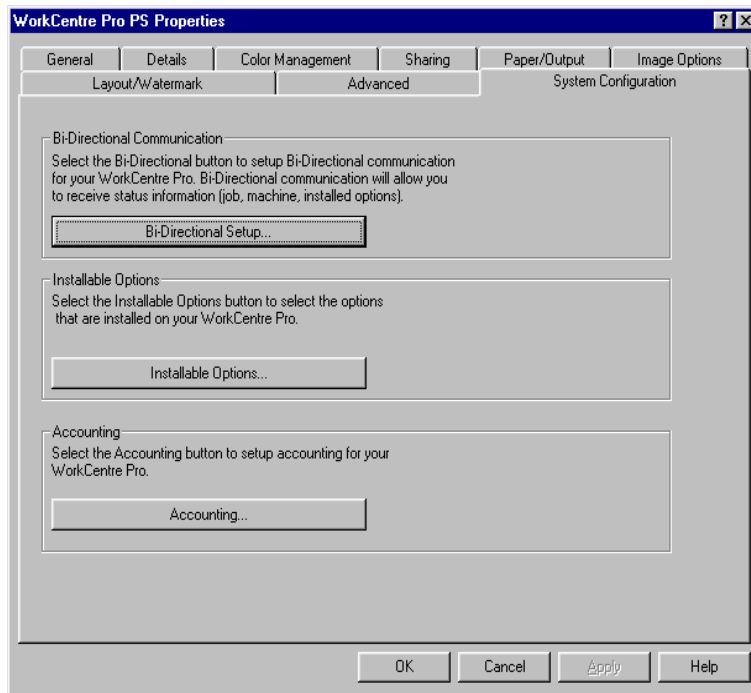 WorkCentre Pro PS Properties
General Details Color Management Sharing Paper/Output Image Options
Layout/Watermark Advanced System Configuration
Bi-Directional Communication
Select the Bi-Directional button to setup Bi-Directional communication
for your WorkCentre Pro. Bi-Directional communication will allow you
to receive status information (job, machine, installed options).
Bi-Directional Setup...
Installable Options
Select the Installable Options button to select the options
that are installed on your WorkCentre Pro.
Installable Options...
Accounting
Select the Accounting button to setup accounting for your
WorkCentre Pro.
Accounting...
OK Cancel Apply Help